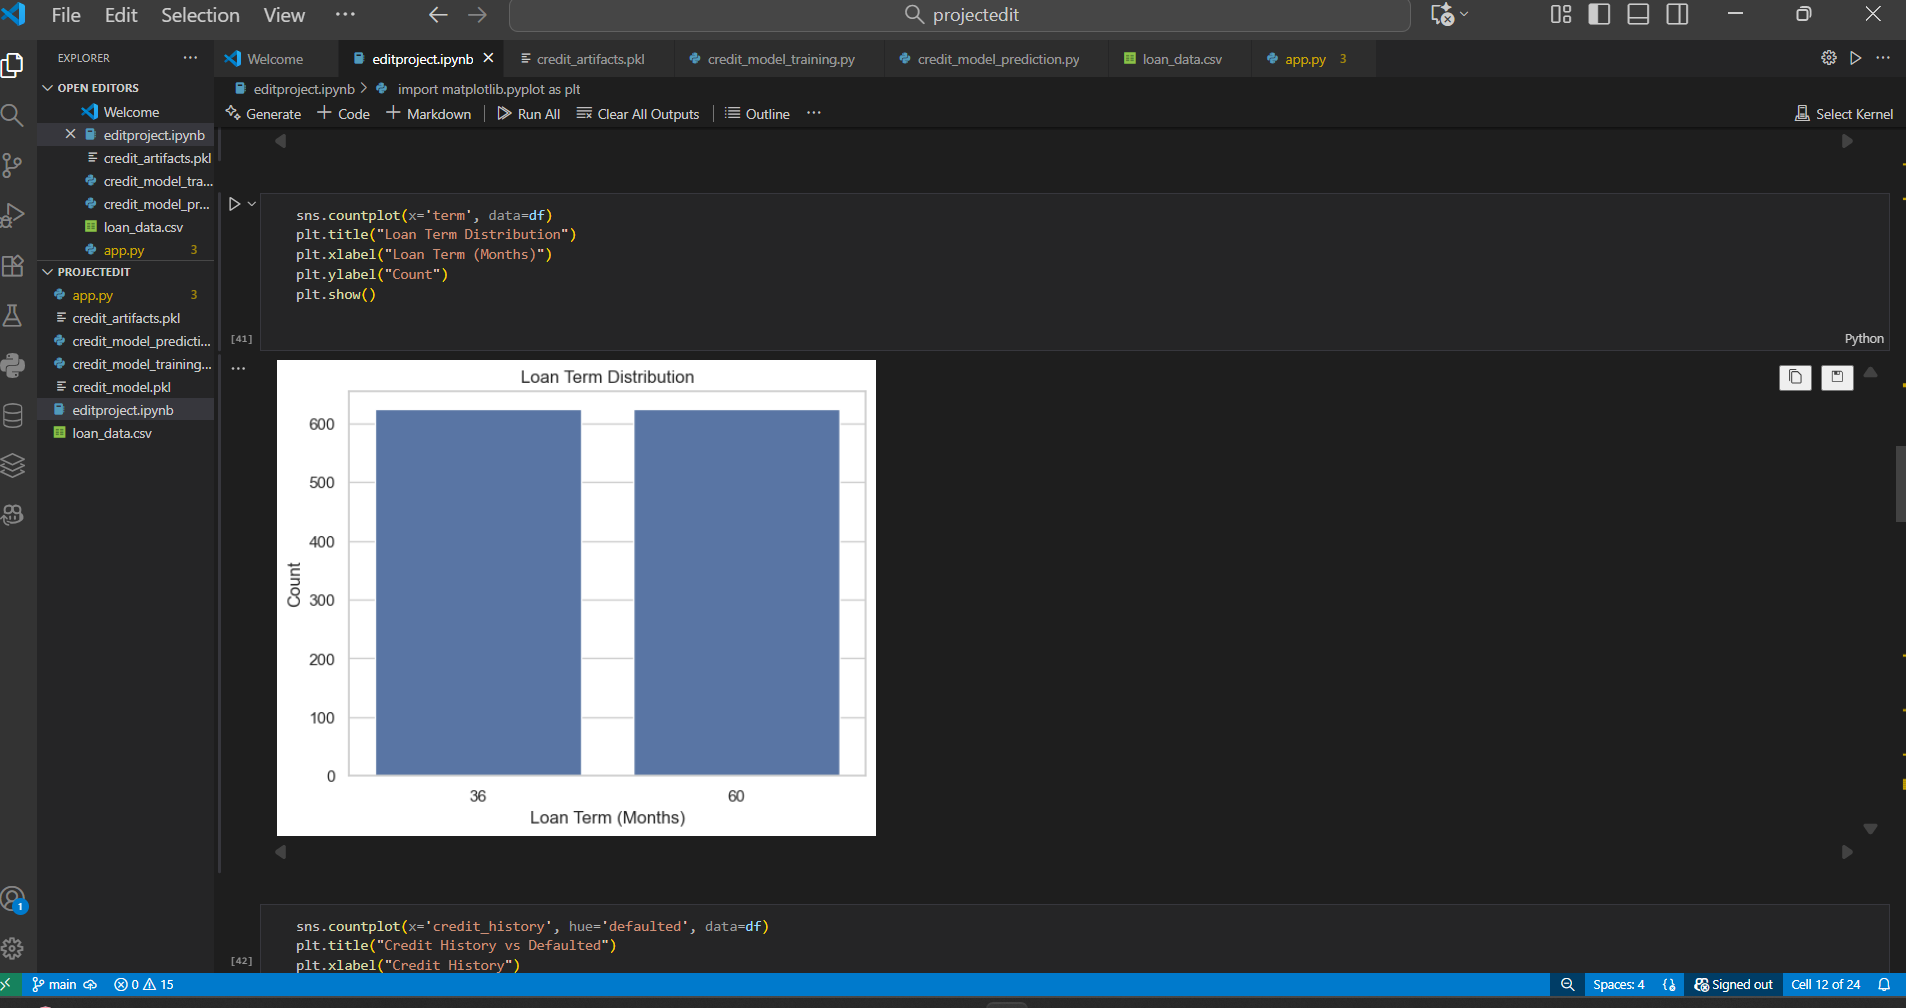 File Edit Selection View ··· projectedit
EXPLORER ···
OPEN EDITORS
Welcome
editproject.ipynb
credit_artifacts.pkl
credit_model_tra...
credit_model_pr...
loan_data.csv
app.py 3
PROJECTEDIT
app.py 3
credit_artifacts.pkl
credit_model_predicti...
credit_model_training...
credit_model.pkl
editproject.ipynb
loan_data.csv
Welcome editproject.ipynb credit_artifacts.pkl credit_model_training.py credit_model_prediction.py loan_data.csv app.py 3 ···
editproject.ipynb > import matplotlib.pyplot as plt
Generate + Code + Markdown Run All Clear All Outputs Outline ··· Select Kernel
sns.countplot(x='term', data=df)
plt.title("Loan Term Distribution")
plt.xlabel("Loan Term (Months)")
plt.ylabel("Count")
plt.show()
[41] Python
Loan Term Distribution
600
500
400
300
200
100
0
Count
36 60
Loan Term (Months)
sns.countplot(x='credit_history', hue='defaulted', data=df)
plt.title("Credit History vs Defaulted")
[42]
plt.xlabel("Credit History")
1
main 0 15 Spaces: 4 Signed out Cell 12 of 24